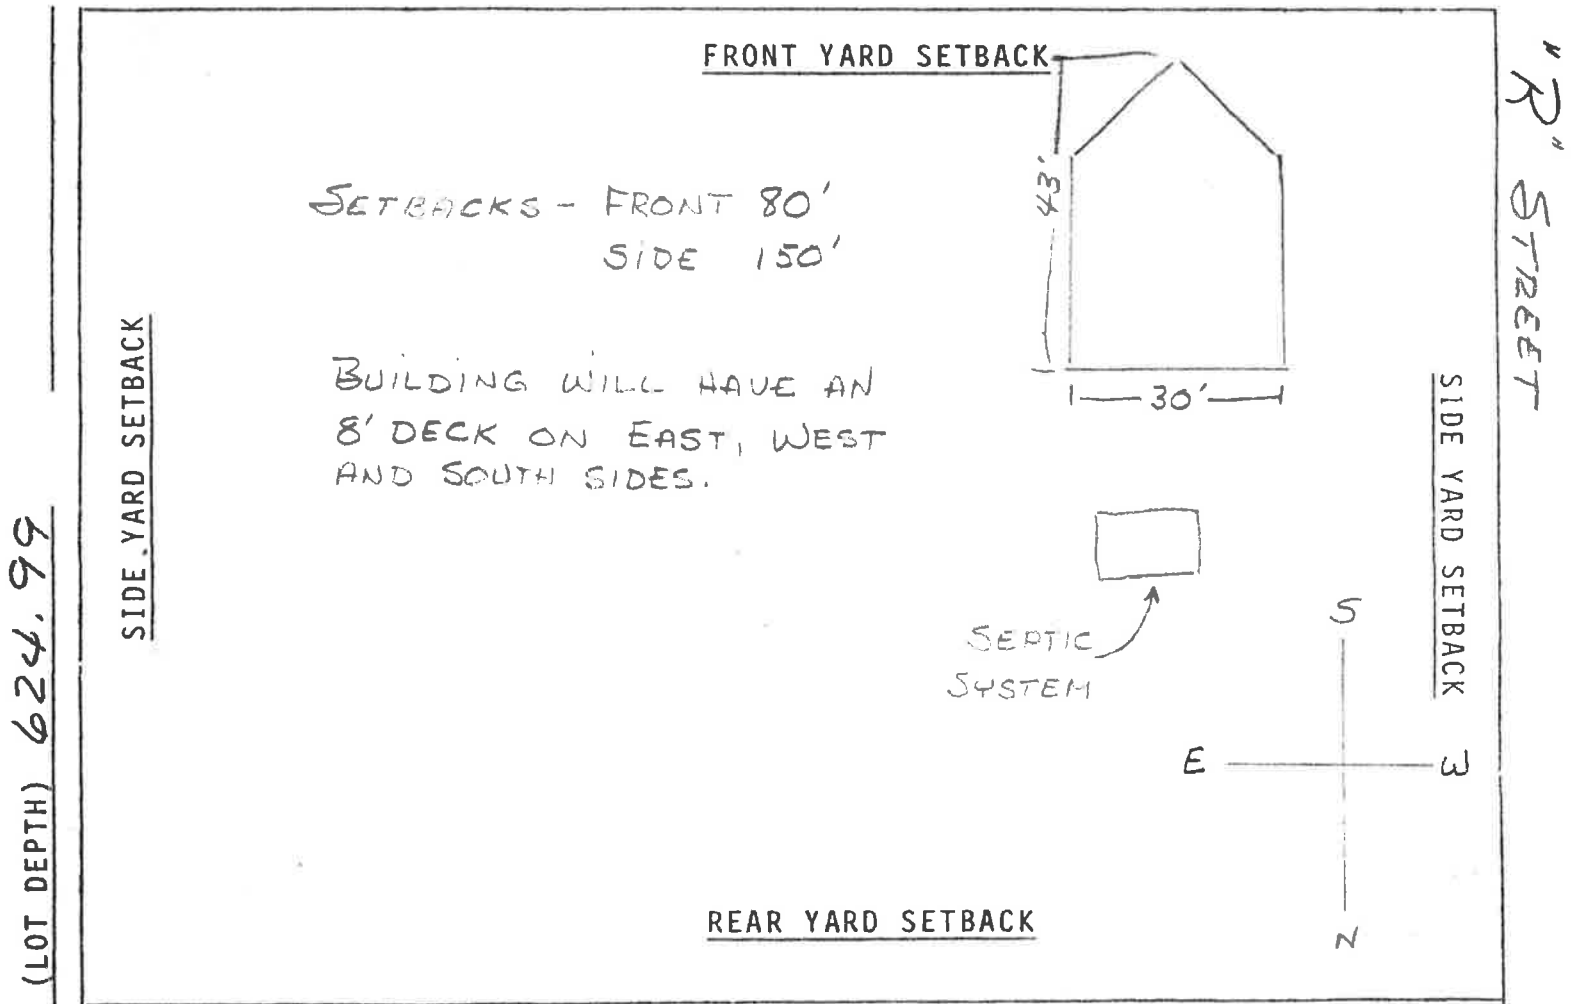 FRONT YARD SETBACK
"R" STREET
SETBACKS - FRONT 80'
SIDE 150'
43'
SIDE YARD SETBACK
BUILDING WILL HAVE AN
8' DECK ON EAST, WEST
AND SOUTH SIDES.
30'
SIDE YARD SETBACK
(LOT DEPTH) 624.99
SEPTIC
SYSTEM
S
E
W
N
REAR YARD SETBACK